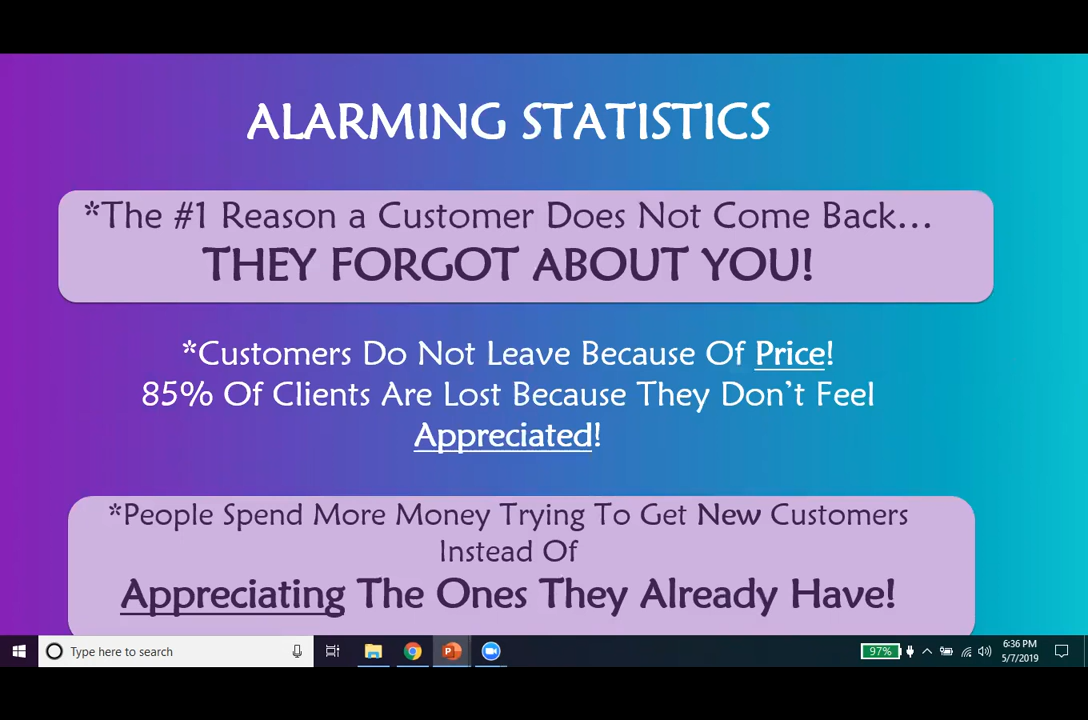 ALARMING STATISTICS
*The #1 Reason a Customer Does Not Come Back...
THEY FORGOT ABOUT YOU!
*Customers Do Not Leave Because Of Price!
85% Of Clients Are Lost Because They Don't Feel
Appreciated!
*People Spend More Money Trying To Get New Customers
Instead Of
Appreciating The Ones They Already Have!
Type here to search
97%
6:36 PM
5/7/2019